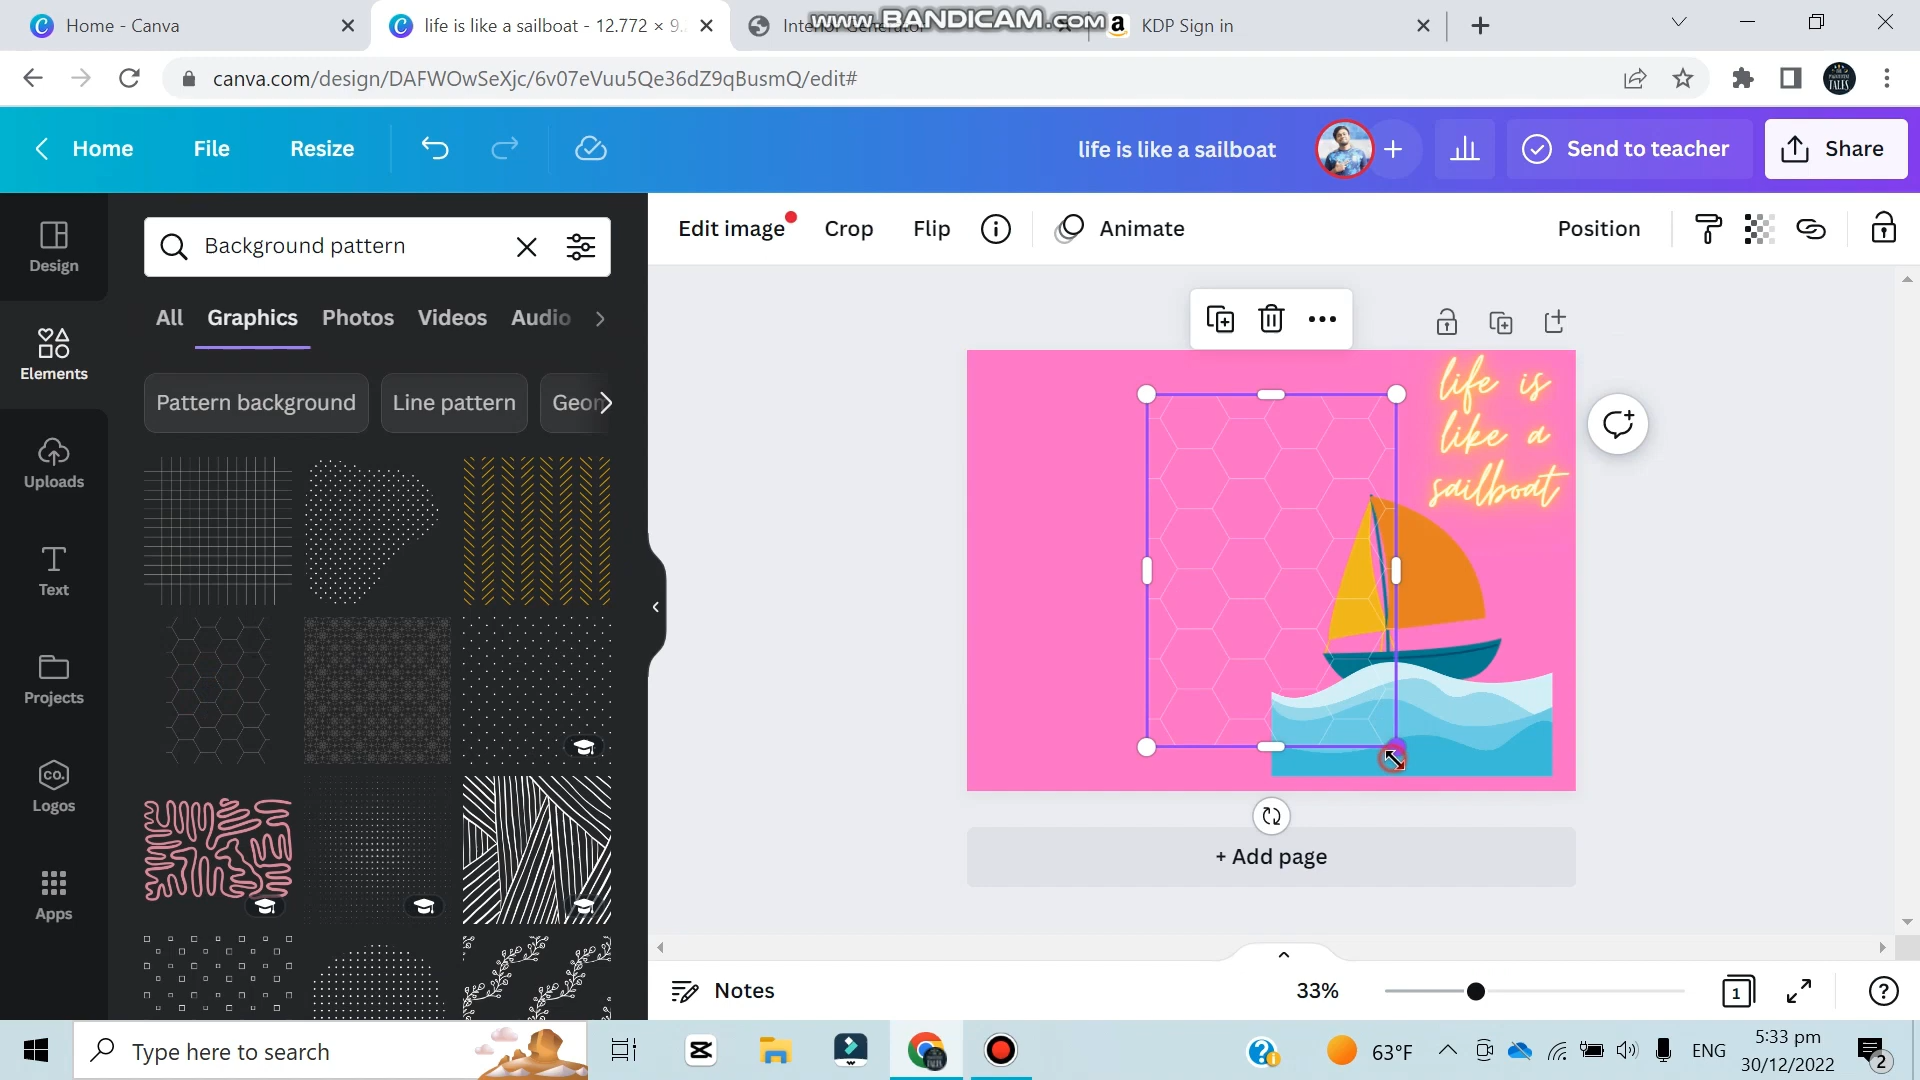 www.BANDICAM.com
Home - Canva
life is like a sailboat - 12.772 × 9.
Interior Generator
KDP Sign in
canva.com/design/DAFWOwSeXjc/6v07eVuu5Qe36dZ9qBusmQ/edit#
Home
File
Resize
life is like a sailboat
Send to teacher
Share
Design
Elements
Uploads
Text
Projects
Logos
Apps
Background pattern
All
Graphics
Photos
Videos
Audio
Pattern background
Line pattern
Geom
Edit image
Crop
Flip
Animate
Position
life is
like a
sailboat
+ Add page
Notes
33%
1
co.
Type here to search
63°F
ENG
5:33 pm
30/12/2022
2